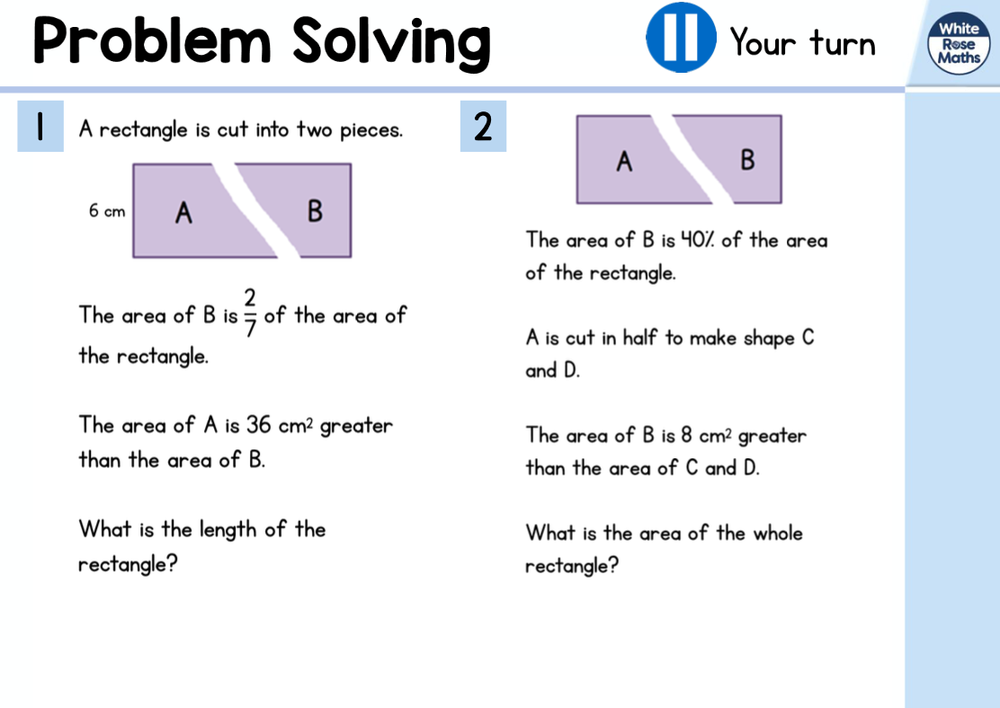 Problem Solving
Your turn
White
Rose
Maths
1
A rectangle is cut into two pieces.
6 cm
A
B
The area of B is 2/7 of the area of
the rectangle.
The area of A is 36 cm² greater
than the area of B.
What is the length of the
rectangle?
2
A
B
The area of B is 40% of the area
of the rectangle.
A is cut in half to make shape C
and D.
The area of B is 8 cm² greater
than the area of C and D.
What is the area of the whole
rectangle?